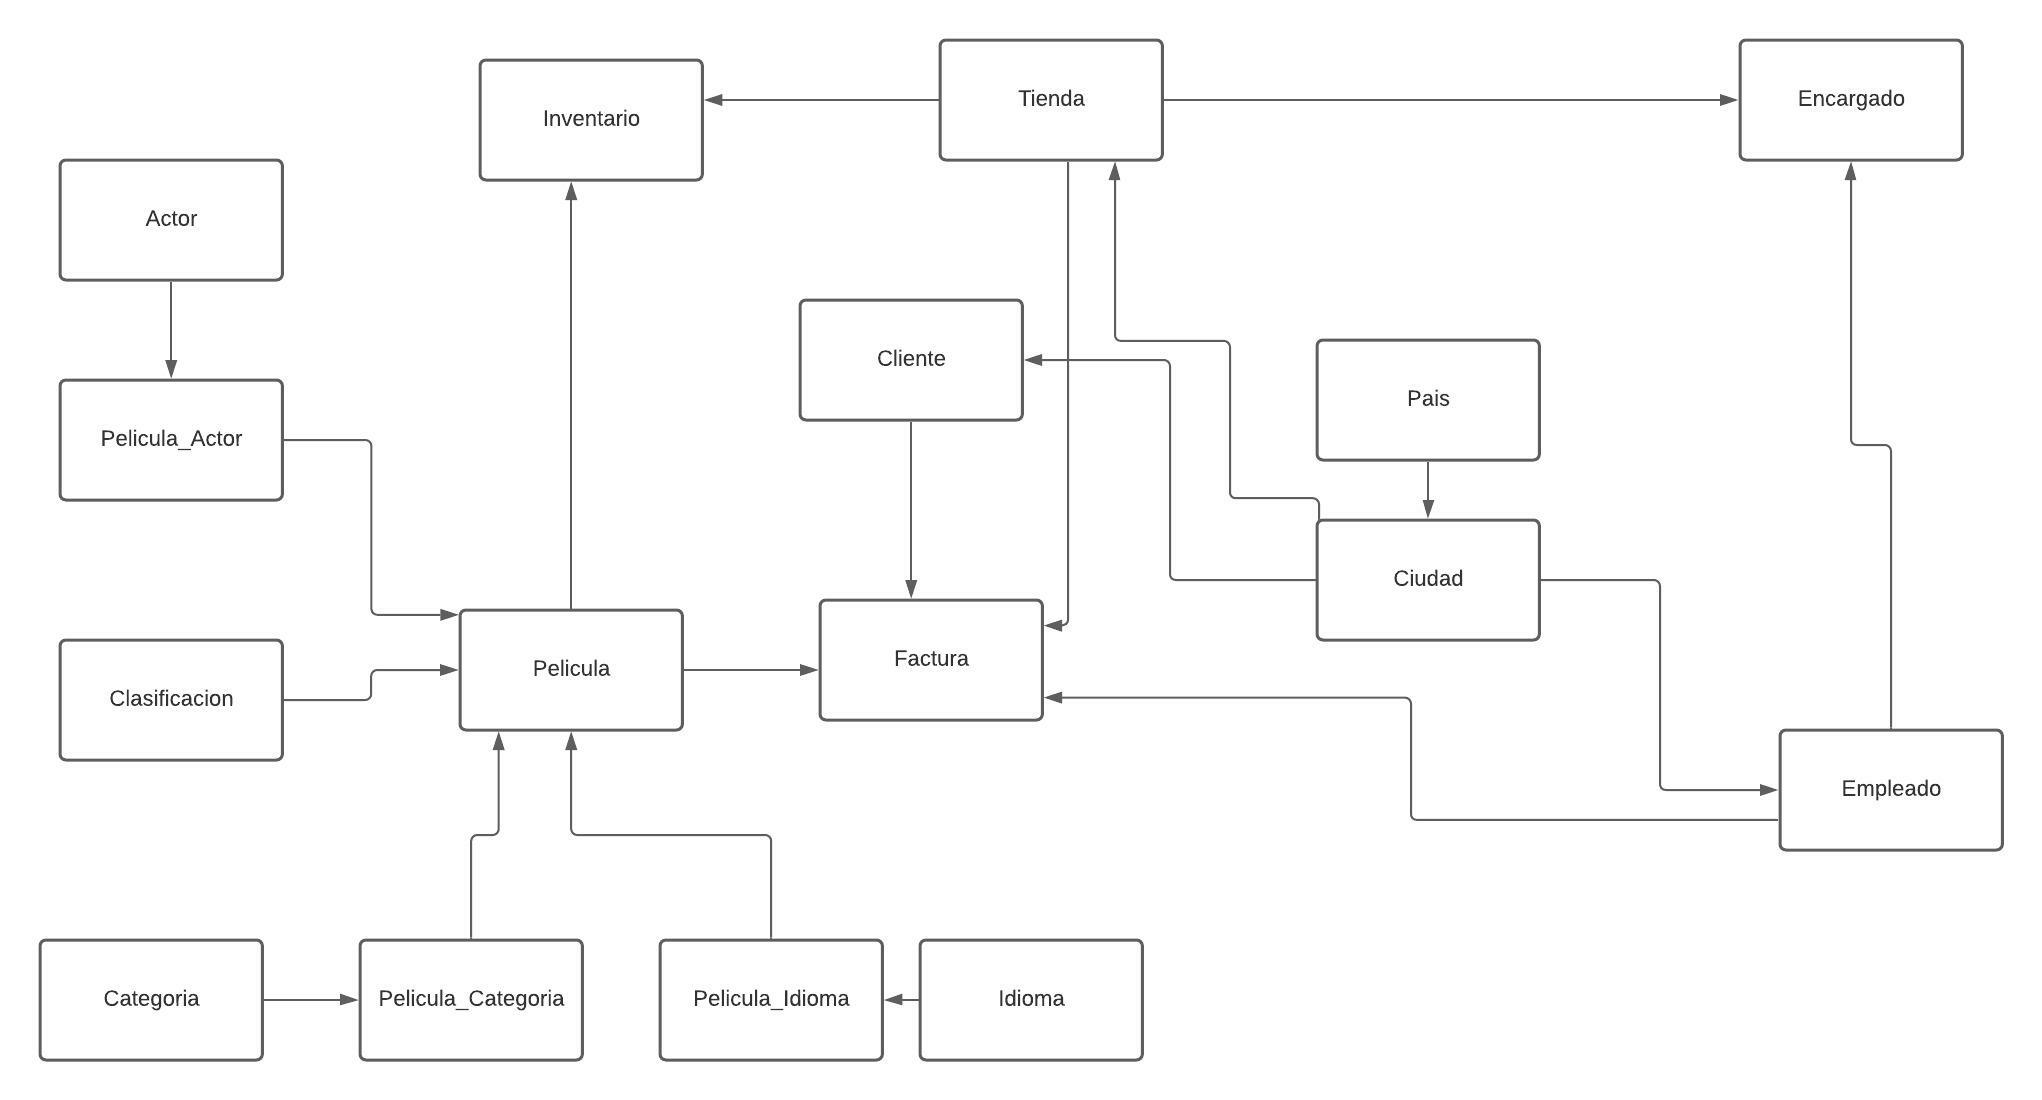 Tienda
Encargado
Inventario
Actor
Cliente
Pais
Pelicula_Actor
Ciudad
Factura
Pelicula
Clasificacion
Empleado
Categoria
Pelicula_Categoria
Pelicula_Idioma
Idioma